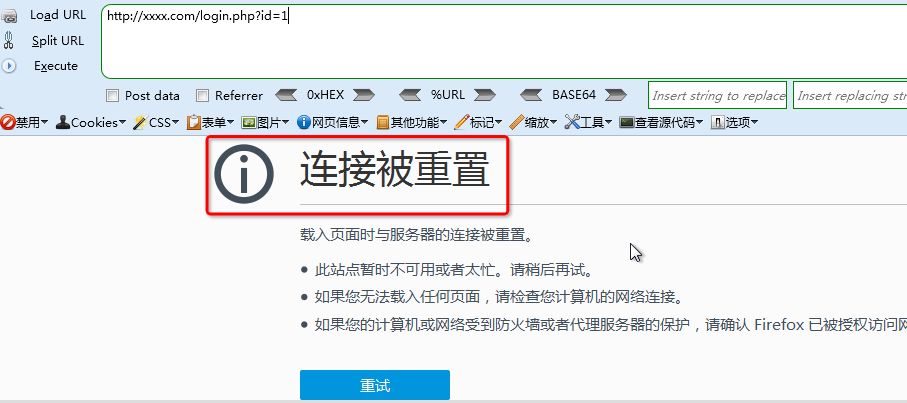 Load URL
http://xxxx.com/login.php?id=1
Split URL
Execute
Post data Referrer 0xHEX %URL BASE64 Insert string to replace Insert replacing str
禁用 Cookies CSS 表单 图片 网页信息 其他功能 标记 缩放 工具 查看源代码 选项
连接被重置
载入页面时与服务器的连接被重置。
此站点暂时不可用或者太忙。请稍后再试。
如果您无法载入任何页面，请检查您计算机的网络连接。
如果您的计算机或网络受到防火墙或者代理服务器的保护，请确认 Firefox 已被授权访问网
重试